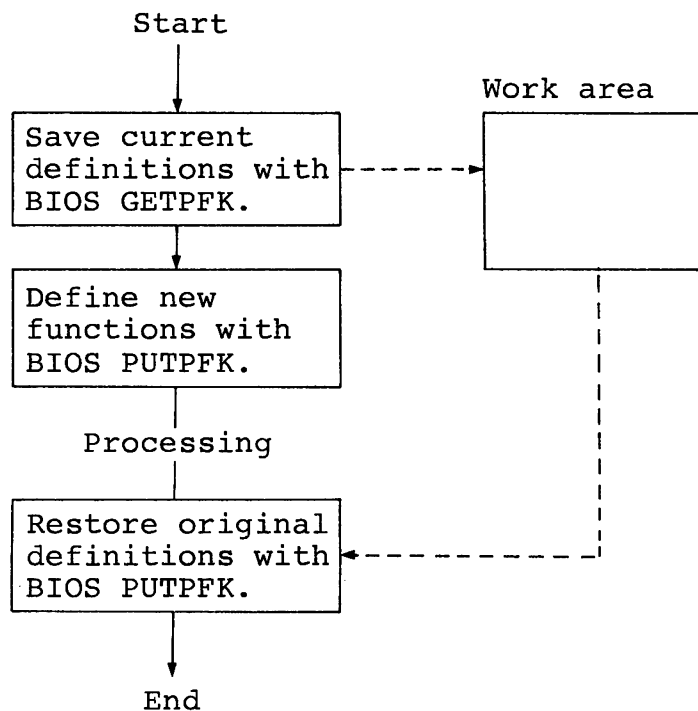 Start
Work area
Save current
definitions with
BIOS GETPFK.
Define new
functions with
BIOS PUTPFK.
Processing
Restore original
definitions with
BIOS PUTPFK.
End